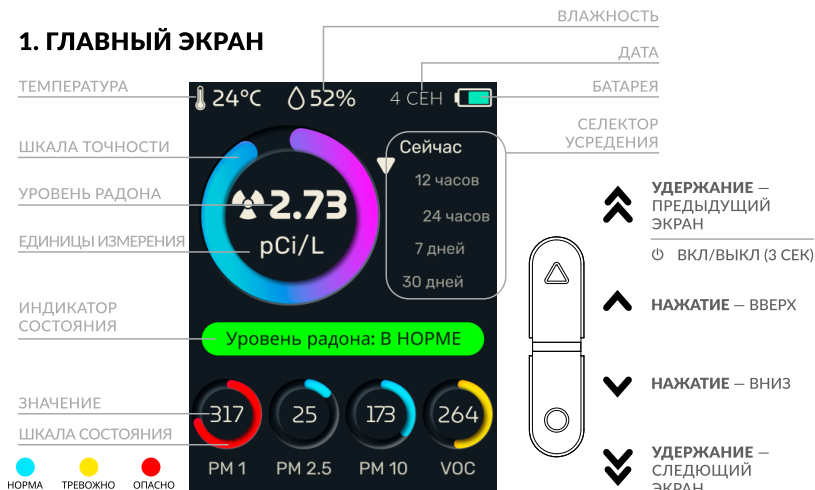 1. ГЛАВНЫЙ ЭКРАН
ВЛАЖНОСТЬ
ДАТА
БАТАРЕЯ
СЕЛЕКТОР
УСРЕДЕНИЯ
ТЕМПЕРАТУРА
ШКАЛА ТОЧНОСТИ
УРОВЕНЬ РАДОНА
ЕДИНИЦЫ ИЗМЕРЕНИЯ
ИНДИКАТОР
СОСТОЯНИЯ
ЗНАЧЕНИЕ
ШКАЛА СОСТОЯНИЯ
НОРМА
ТРЕВОЖНО
ОПАСНО
24°C
52%
4 СЕН
2.73
pCi/L
Сейчас
12 часов
24 часов
7 дней
30 дней
Уровень радона: В НОРМЕ
317
25
173
264
PM 1
PM 2.5
PM 10
VOC
УДЕРЖАНИЕ —
ПРЕДЫДУЩИЙ
ЭКРАН
ВКЛ/ВЫКЛ (3 СЕК)
НАЖАТИЕ — ВВЕРХ
НАЖАТИЕ — ВНИЗ
УДЕРЖАНИЕ —
СЛЕДЮЩИЙ
ЭКРАН